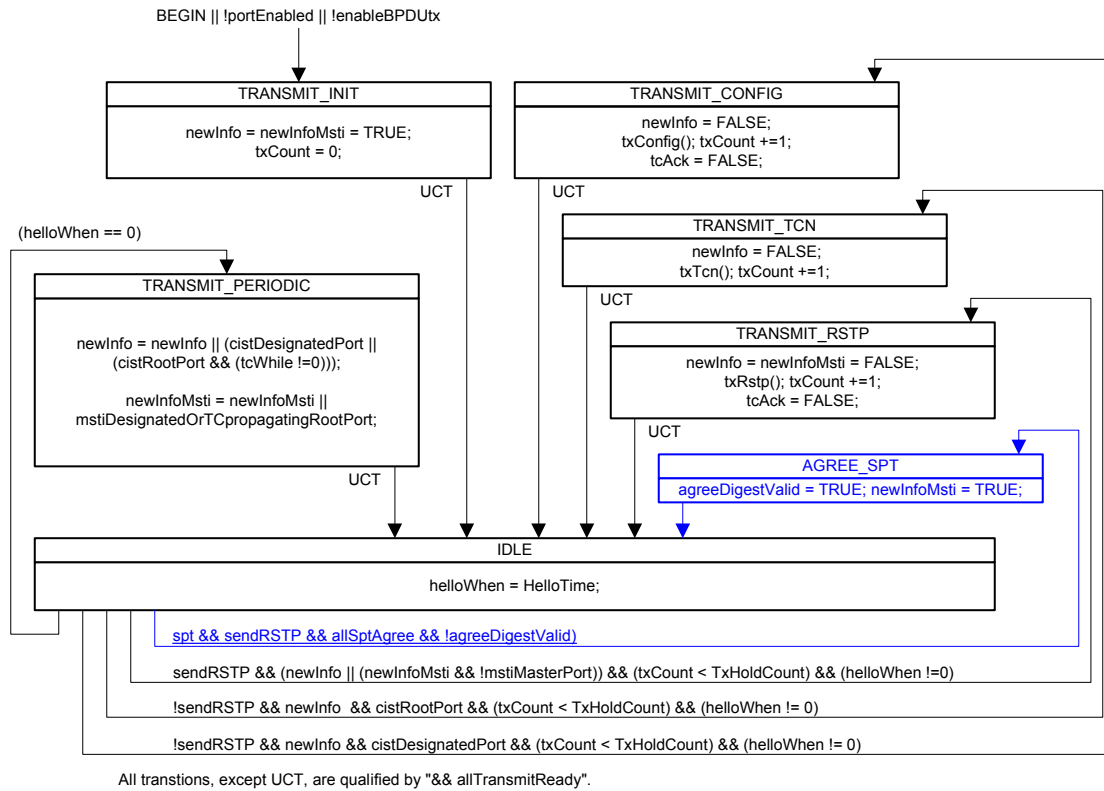 BEGIN || !portEnabled || !enableBPDUtx
TRANSMIT_INIT
newInfo = newInfoMsti = TRUE;
txCount = 0;
UCT
TRANSMIT_CONFIG
newInfo = FALSE;
txConfig(); txCount +=1;
tcAck = FALSE;
UCT
TRANSMIT_TCN
newInfo = FALSE;
txTcn(); txCount +=1;
UCT
(helloWhen == 0)
TRANSMIT_PERIODIC
newInfo = newInfo || (cistDesignatedPort ||
(cistRootPort && (tcWhile !=0)));
newInfoMsti = newInfoMsti ||
mstiDesignatedOrTCpropagatingRootPort;
UCT
TRANSMIT_RSTP
newInfo = newInfoMsti = FALSE;
txRstp(); txCount +=1;
tcAck = FALSE;
UCT
AGREE_SPT
agreeDigestValid = TRUE; newInfoMsti = TRUE;
IDLE
helloWhen = HelloTime;
spt && sendRSTP && allSptAgree && !agreeDigestValid)
sendRSTP && (newInfo || (newInfoMsti && !mstiMasterPort)) && (txCount < TxHoldCount) && (helloWhen !=0)
!sendRSTP && newInfo && cistRootPort && (txCount < TxHoldCount) && (helloWhen != 0)
!sendRSTP && newInfo && cistDesignatedPort && (txCount < TxHoldCount) && (helloWhen != 0)
All transtions, except UCT, are qualified by "&& allTransmitReady".